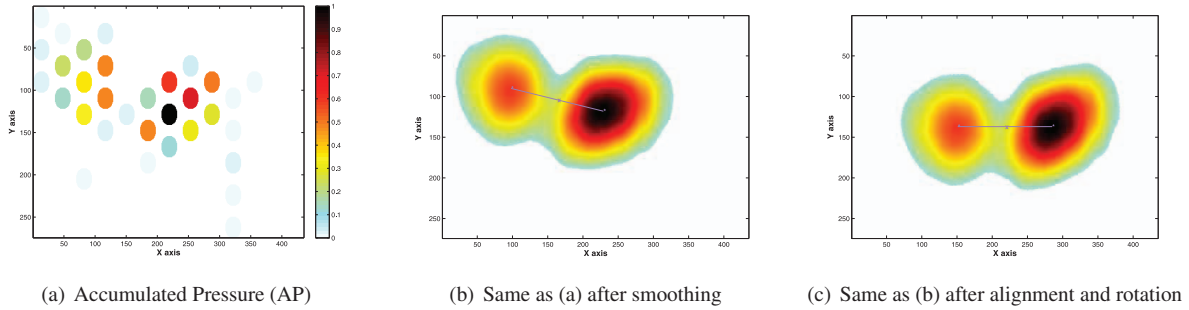 50
100
150
200
250
Y axis
50 100 150 200 250 300 350 400
X axis
1
0.9
0.8
0.7
0.6
0.5
0.4
0.3
0.2
0.1
0
50
100
150
200
250
Y axis
50 100 150 200 250 300 350 400
X axis
50
100
150
200
250
Y axis
50 100 150 200 250 300 350 400
X axis
(a) Accumulated Pressure (AP)
(b) Same as (a) after smoothing
(c) Same as (b) after alignment and rotation